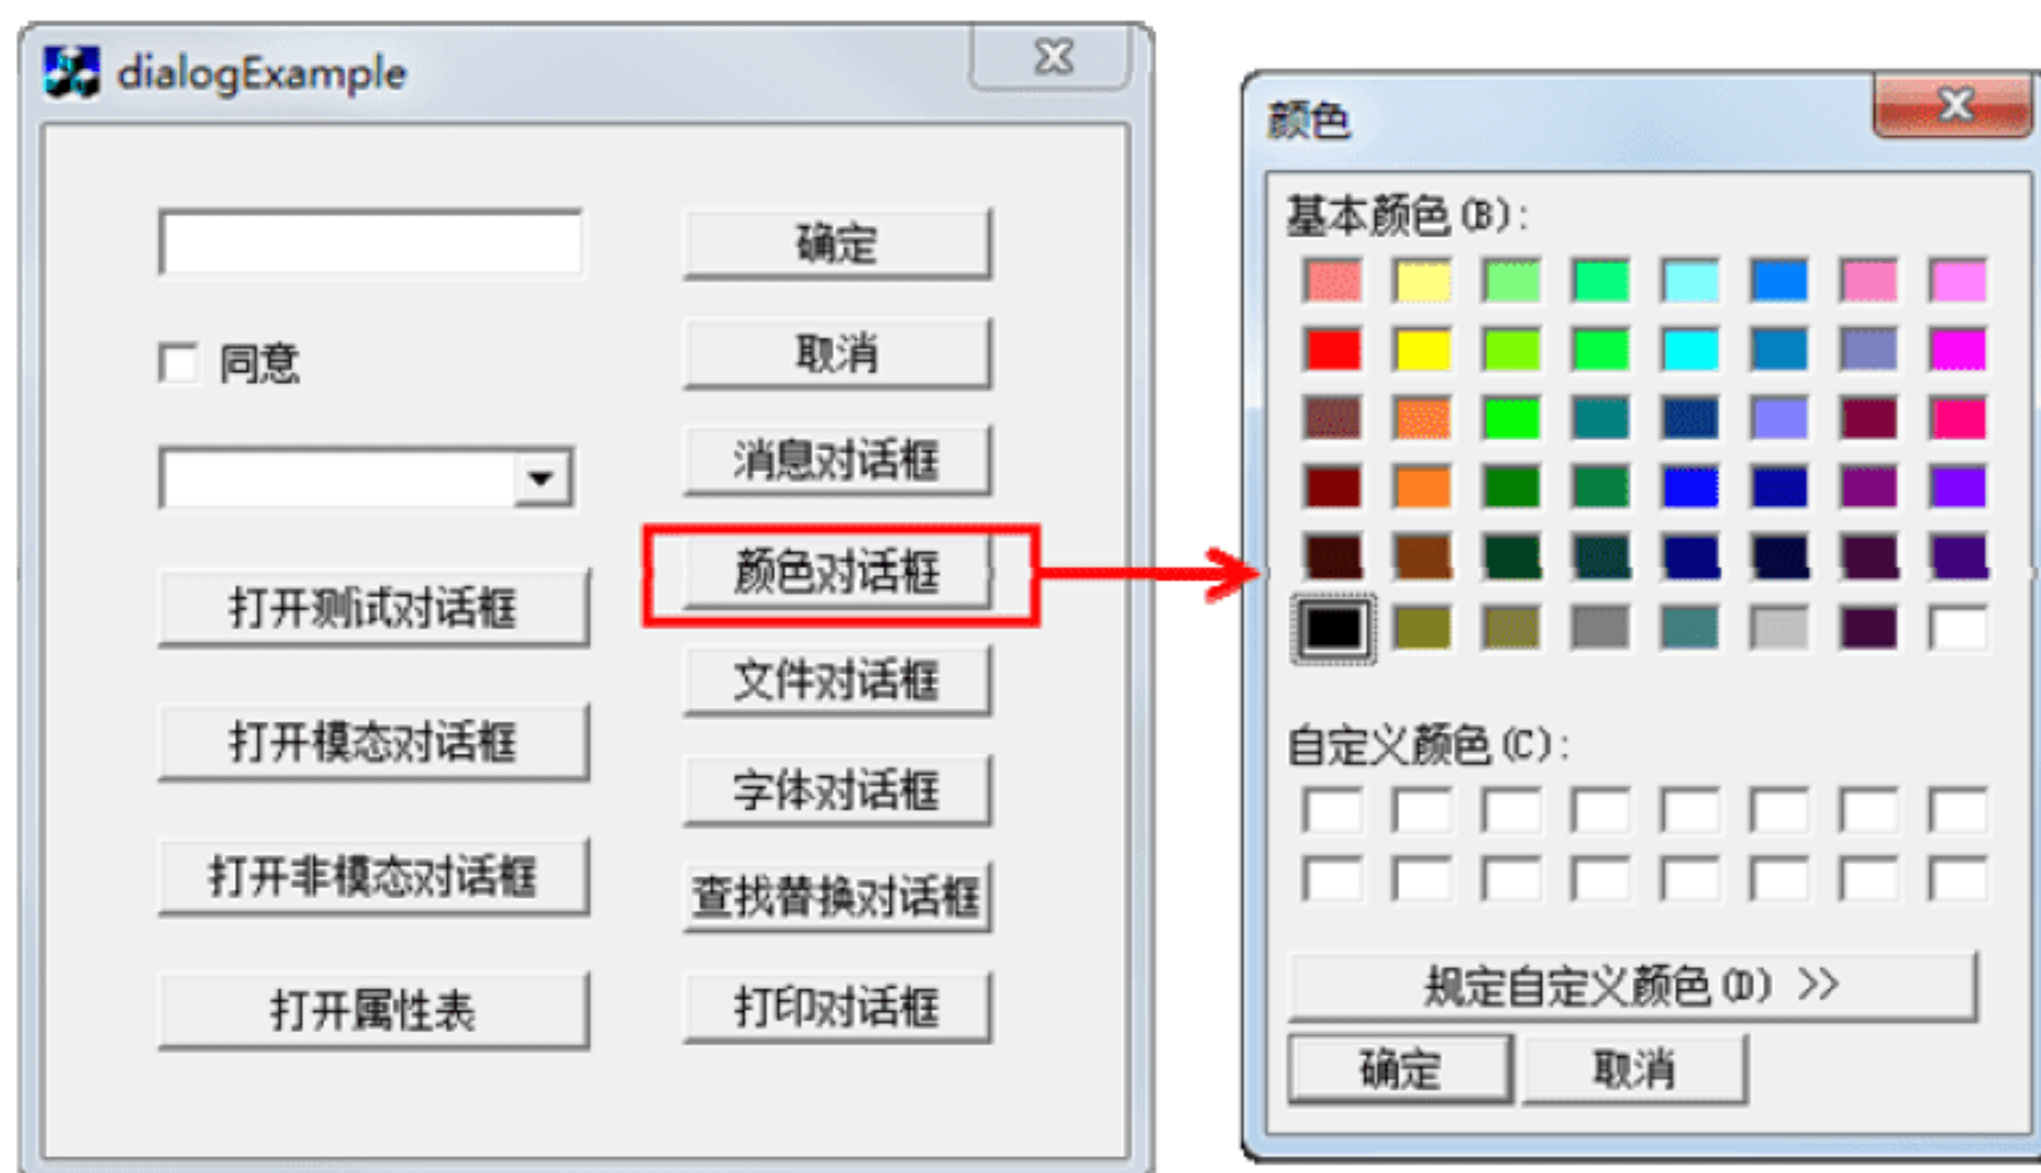 dialogExample
确定
同意
取消
消息对话框
颜色对话框
打开测试对话框
文件对话框
打开模态对话框
字体对话框
打开非模态对话框
查找替换对话框
打开属性表
打印对话框
颜色
基本颜色(B):
自定义颜色(C):
规定自定义颜色(D) >>
确定
取消